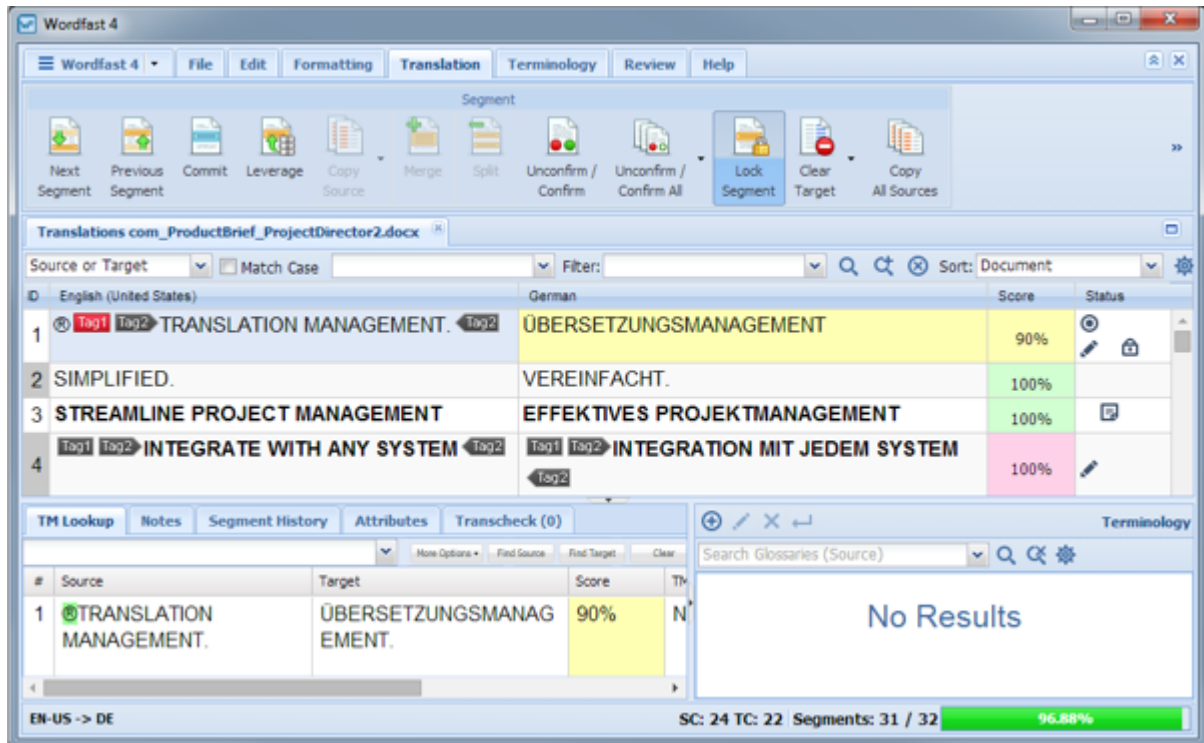 Wordfast 4
Wordfast 4 File Edit Formatting Translation Terminology Review Help
Segment
Next Segment
Previous Segment
Commit
Leverage
Copy Source
Merge
Split
Unconfirm / Confirm
Unconfirm / Confirm All
Lock Segment
Clear Target
Copy All Sources
Translations com_ProductBrief_ProjectDirector2.docx
Source or Target Match Case Filter: Sort: Document
ID English (United States) German Score Status
1 ® Tag1 Tag2 TRANSLATION MANAGEMENT. Tag2 ÜBERSETZUNGSMANAGEMENT 90%
2 SIMPLIFIED. VEREINFACHT. 100%
3 STREAMLINE PROJECT MANAGEMENT EFFEKTIVES PROJEKTMANAGEMENT 100%
4 Tag1 Tag2 INTEGRATE WITH ANY SYSTEM Tag2 Tag1 Tag2 INTEGRATION MIT JEDEM SYSTEM 100%
Tag2
TM Lookup Notes Segment History Attributes Transcheck (0)
More Options Find Source Find Target Clear
# Source Target Score TM
1 ®TRANSLATION ÜBERSETZUNGSMANAG 90% N
MANAGEMENT. EMENT.
Terminology
Search Glossaries (Source)
No Results
EN-US -> DE SC: 24 TC: 22 Segments: 31 / 32 96.88%